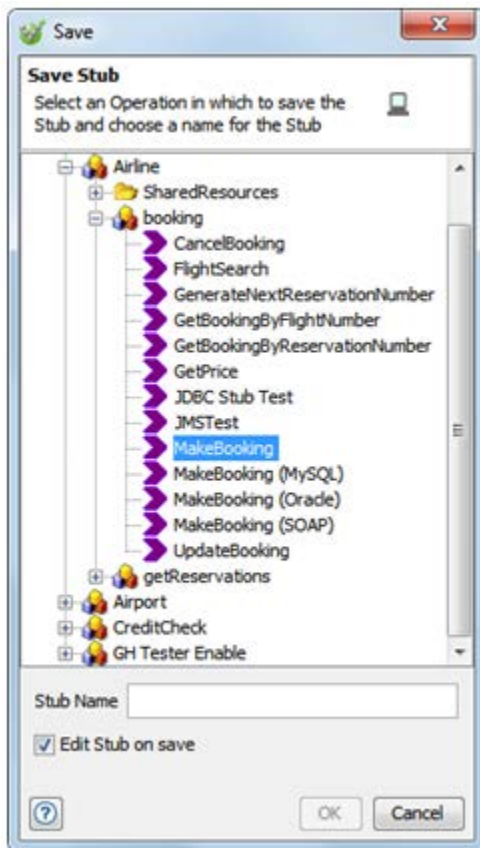 Save
Save Stub
Select an Operation in which to save the
Stub and choose a name for the Stub
Airline
SharedResources
booking
CancelBooking
FlightSearch
GenerateNextReservationNumber
GetBookingByFlightNumber
GetBookingByReservationNumber
GetPrice
JDBC Stub Test
JMSTest
MakeBooking
MakeBooking (MySQL)
MakeBooking (Oracle)
MakeBooking (SOAP)
UpdateBooking
getReservations
Airport
CreditCheck
GH Tester Enable
Stub Name
Edit Stub on save
? OK Cancel